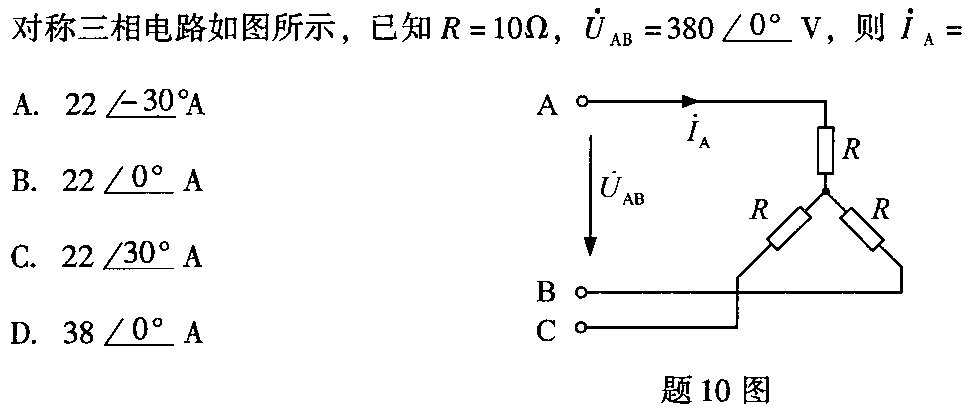 对称三相电路如图所示，已知 R = 10Ω，U̇AB = 380∠0° V，则 İA =
A. 22∠-30°A
B. 22∠0° A
C. 22∠30° A
D. 38∠0° A
A
İA
R
U̇AB
R
R
B
C
题 10 图